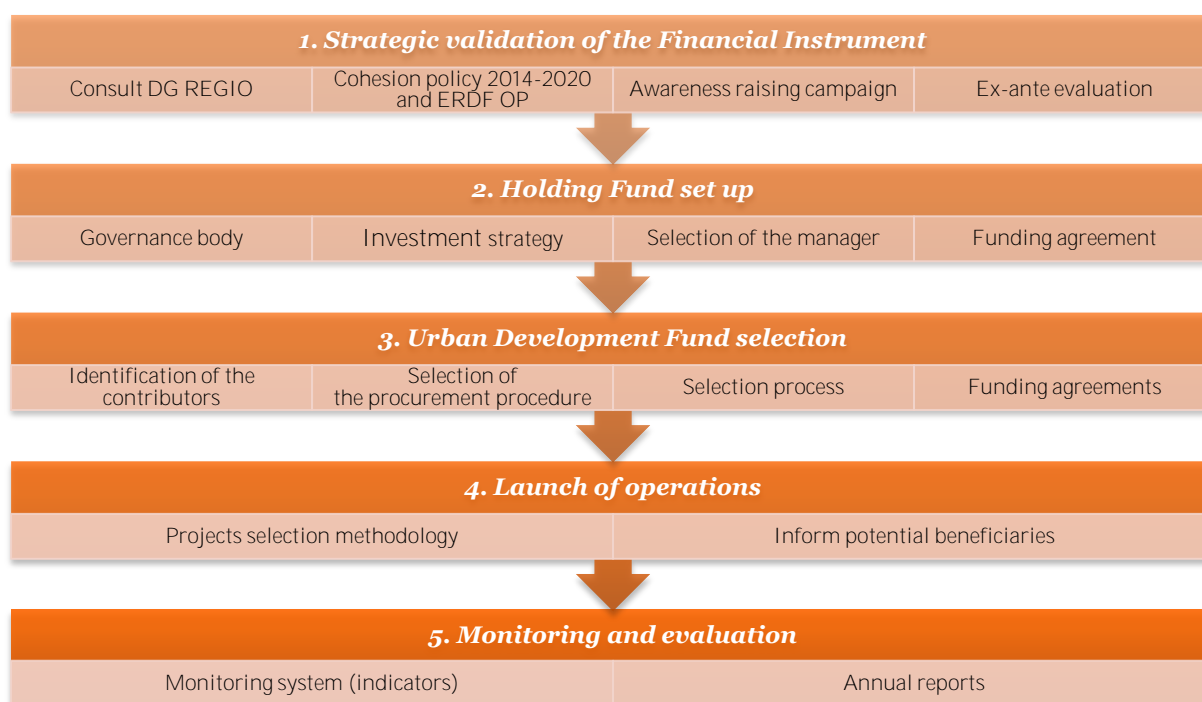 1. Strategic validation of the Financial Instrument
Consult DG REGIO
Cohesion policy 2014-2020
and ERDF OP
Awareness raising campaign
Ex-ante evaluation
2. Holding Fund set up
Governance body
Investment strategy
Selection of the manager
Funding agreement
3. Urban Development Fund selection
Identification of the
contributors
Selection of
the procurement procedure
Selection process
Funding agreements
4. Launch of operations
Projects selection methodology
Inform potential beneficiaries
5. Monitoring and evaluation
Monitoring system (indicators)
Annual reports